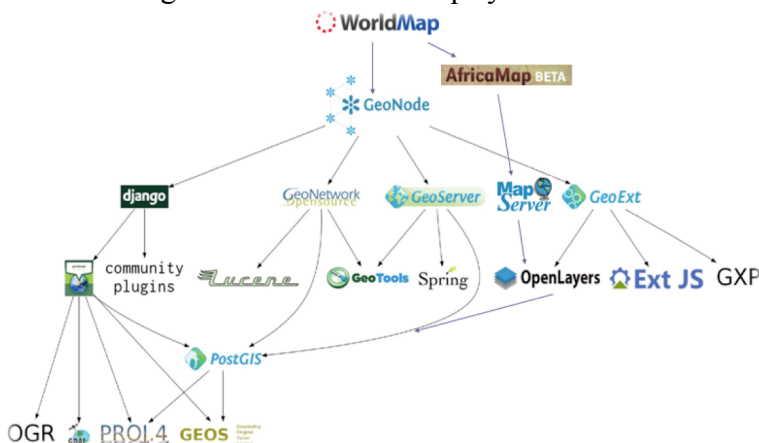 WorldMap
AfricaMap BETA
GeoNode
django
GeoNetwork
Opensource
GeoServer
Map
Server
GeoExt
community
plugins
Lucene
GeoTools
Spring
OpenLayers
Ext JS
GXP
PostGIS
OGR
GDAL
PROJ.4
GEOS